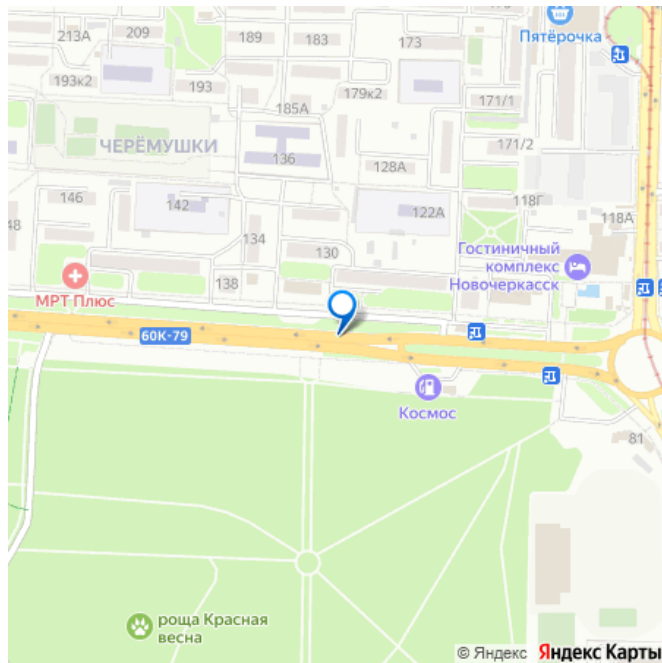 213А
209
189
183
173
Пятёрочка
193к2
193
179к2
171/1
185А
ЧЕРЁМУШКИ
136
128А
171/2
146
142
122А
118Г
118А
48
134
130
Гостиничный
комплекс
Новочеркасск
138
МРТ Плюс
60К-79
Космос
81
роща Красная
весна
© Яндекс Яндекс Карты